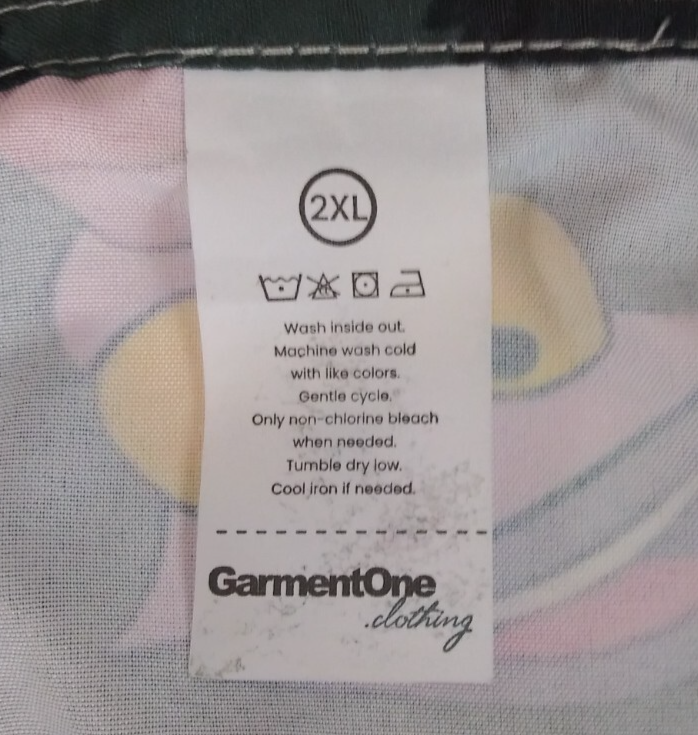 2XL
Wash inside out.
Machine wash cold
with like colors.
Gentle cycle.
Only non-chlorine bleach
when needed.
Tumble dry low.
Cool iron if needed.
GarmentOne
.clothing